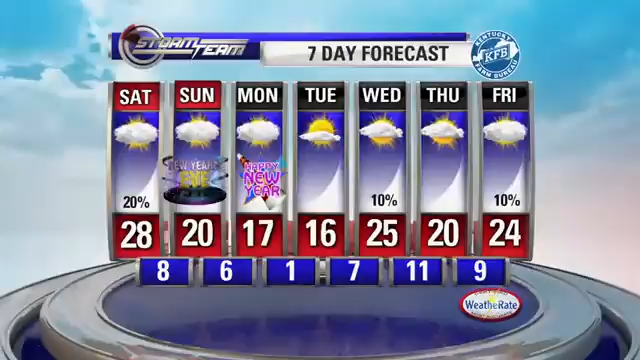 STORM TEAM
7 DAY FORECAST
KENTUCKY
KFB
FARM BUREAU
SAT SUN MON TUE WED THU FRI
NEW YEAR'S
EVE
HAPPY
NEW
YEAR
20% 10% 10%
28 20 17 16 25 20 24
8 6 1 7 11 9
WeatheRate